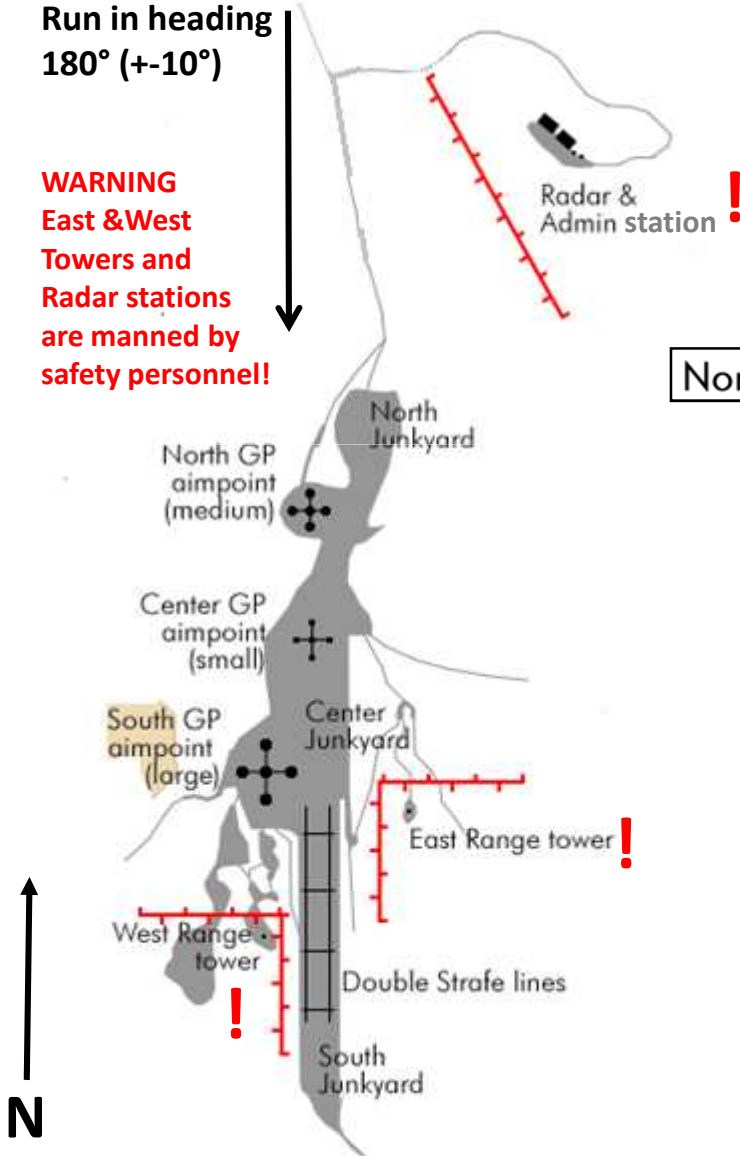 Run in heading
180° (+-10°)
WARNING
East &West
Towers and
Radar stations
are manned by
safety personnel!
Radar &
Admin station
!
Nor
North
Junkyard
North GP
aimpoint
(medium)
Center GP
aimpoint
(small)
South GP
aimpoint
(large)
Center
Junkyard
East Range tower
!
West Range
tower
!
Double Strafe lines
South
Junkyard
N